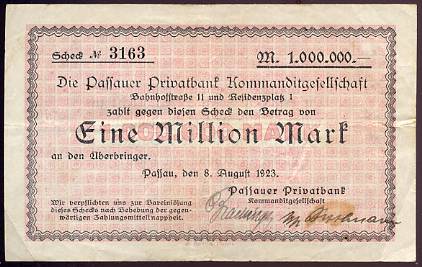 Scheck № 3163 M. 1.000.000.—
Die Passauer Privatbank Kommanditgesellschaft
Bahnhofstraße 11 und Residenzplatz 1
zahlt gegen diesen Scheck den Betrag von
Eine Million Mark
an den Überbringer.
Passau, den 8. August 1923.
Passauer Privatbank
Kommanditgesellschaft
Wir verpflichten uns zur Bareinlösung
dieses Schecks nach Behebung der gegen-
wärtigen Zahlungsmittelknappheit.